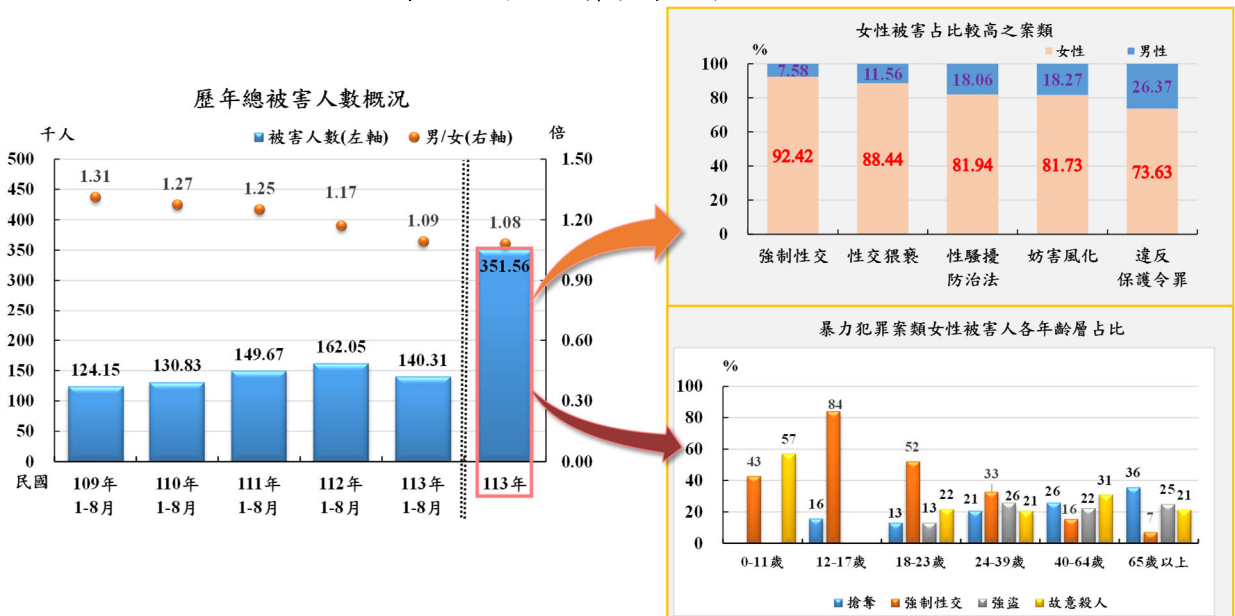 歷年總被害人數概況
千人
被害人數(左軸)
男/女(右軸)
倍
500
450
400
350
300
250
200
150
100
50
0
1.50
1.20
0.90
0.60
0.30
0.00
1.31
1.27
1.25
1.17
1.09
1.08
124.15
130.83
149.67
162.05
140.31
351.56
民國
109年
1-8月
110年
1-8月
111年
1-8月
112年
1-8月
113年
1-8月
113年
女性被害占比較高之案類
%
女性
男性
100
80
60
40
20
0
7.58
11.56
18.06
18.27
26.37
92.42
88.44
81.94
81.73
73.63
強制性交
性交猥褻
性騷擾
防治法
妨害風化
違反
保護令罪
暴力犯罪案類女性被害人各年齡層占比
%
100
80
60
40
20
0
43
57
16
84
13
52
13
22
21
33
26
21
26
16
22
31
36
7
25
21
0-11歲
12-17歲
18-23歲
24-39歲
40-64歲
65歲以上
搶奪
強制性交
強盜
故意殺人